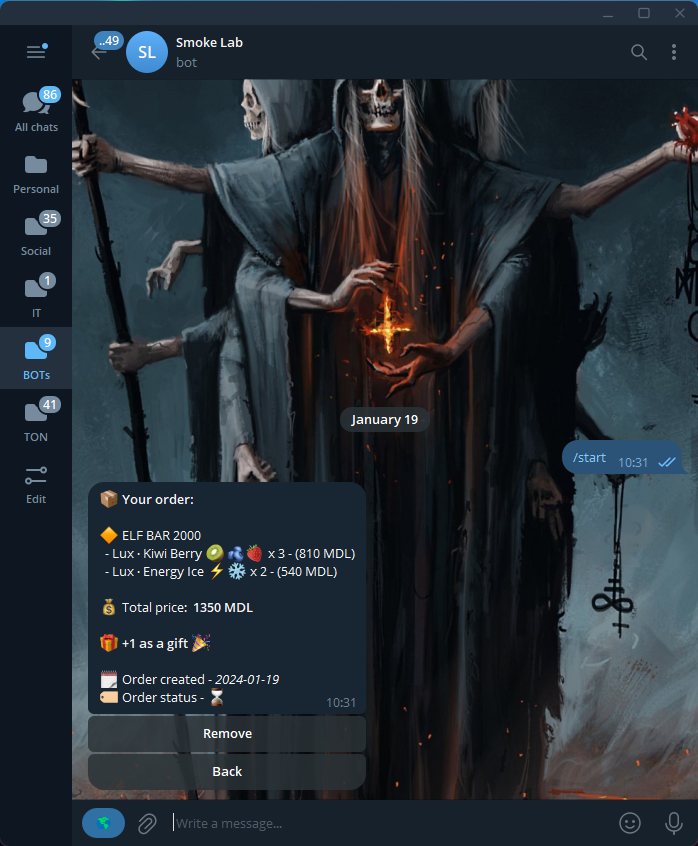 ..49
SL
Smoke Lab
bot
86
All chats
Personal
35
Social
1
IT
9
BOTs
41
TON
Edit
January 19
/start 10:31
📦 Your order:
🔶 ELF BAR 2000
- Lux · Kiwi Berry 🥝 💨🍓 x 3 - (810 MDL)
- Lux · Energy Ice ⚡ ❄️ x 2 - (540 MDL)
💰 Total price: 1350 MDL
🎁 +1 as a gift 🎉
🗓 Order created - 2024-01-19
🏷 Order status - ⏳
10:31
Remove
Back
Write a message...